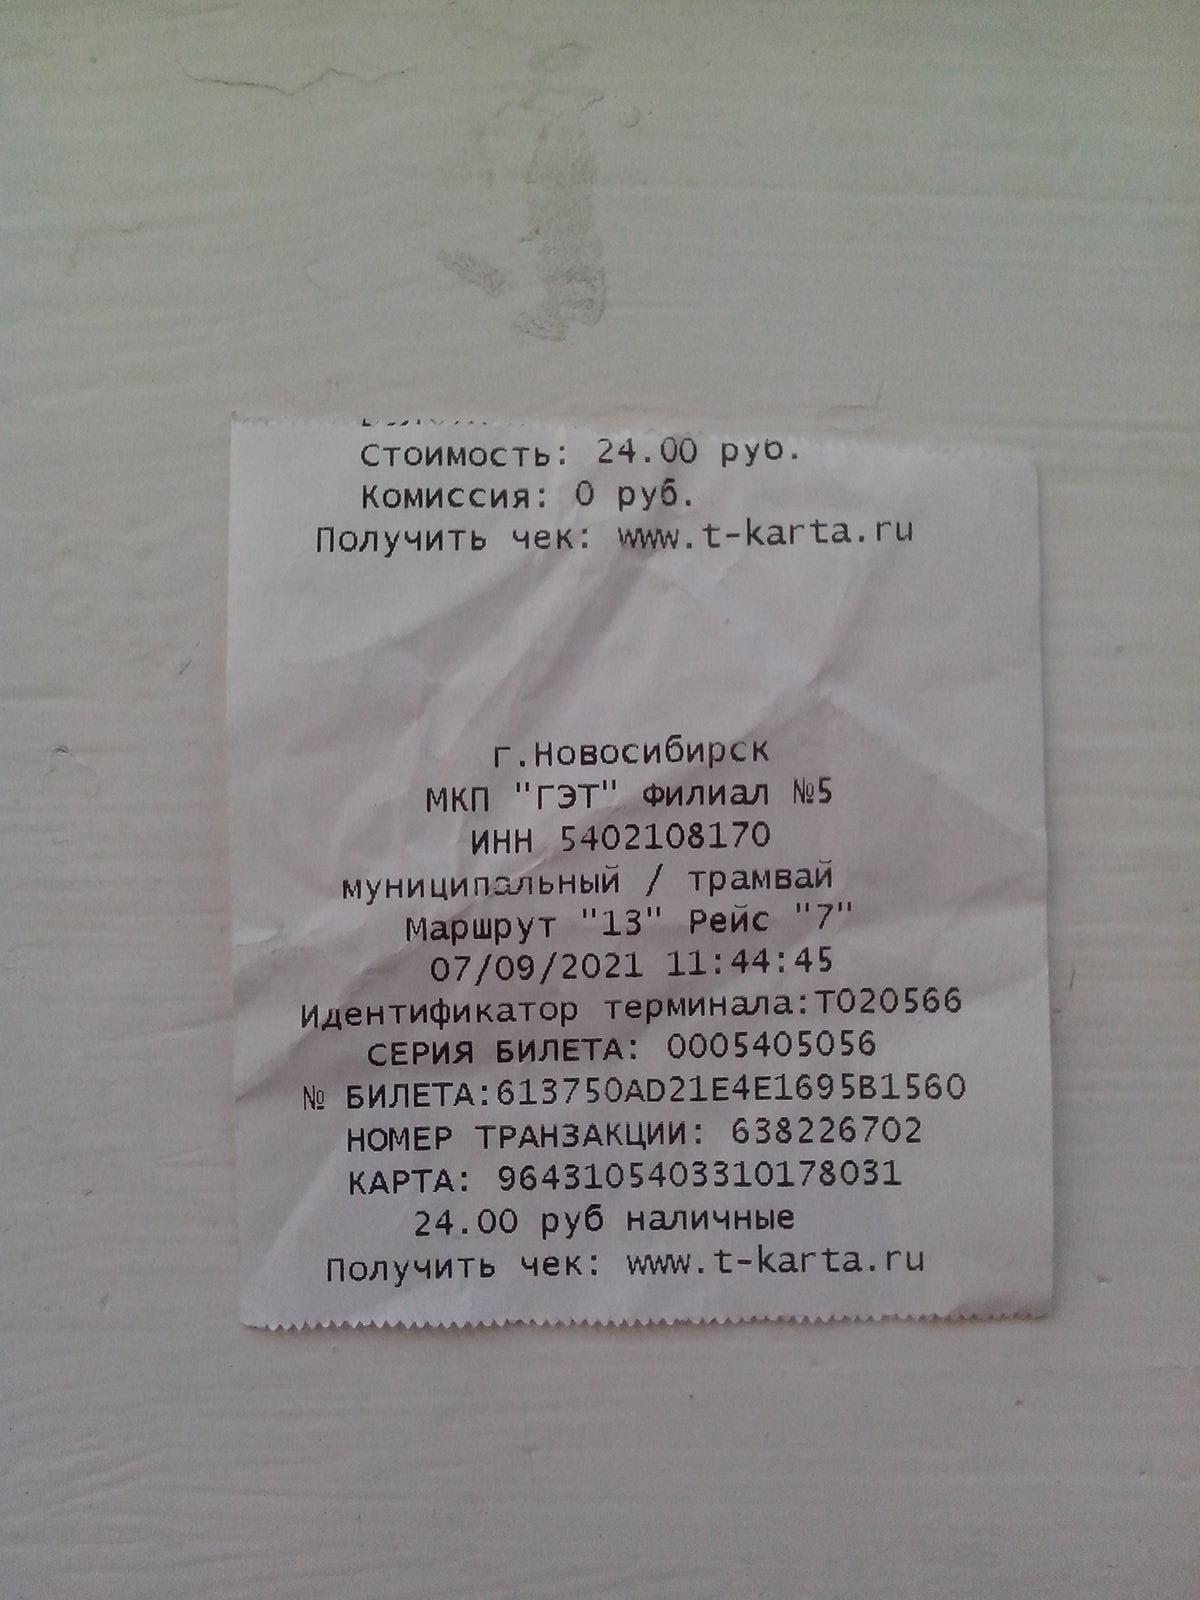 Стоимость: 24.00 руб.
Комиссия: 0 руб.
Получить чек: www.t-karta.ru
г.Новосибирск
МКП "ГЭТ" Филиал №5
ИНН 5402108170
муниципальный / трамвай
Маршрут "13" Рейс "7"
07/09/2021 11:44:45
Идентификатор терминала:T020566
СЕРИЯ БИЛЕТА: 0005405056
№ БИЛЕТА:613750AD21E4E1695B1560
НОМЕР ТРАНЗАКЦИИ: 638226702
КАРТА: 9643105403310178031
24.00 руб наличные
Получить чек: www.t-karta.ru